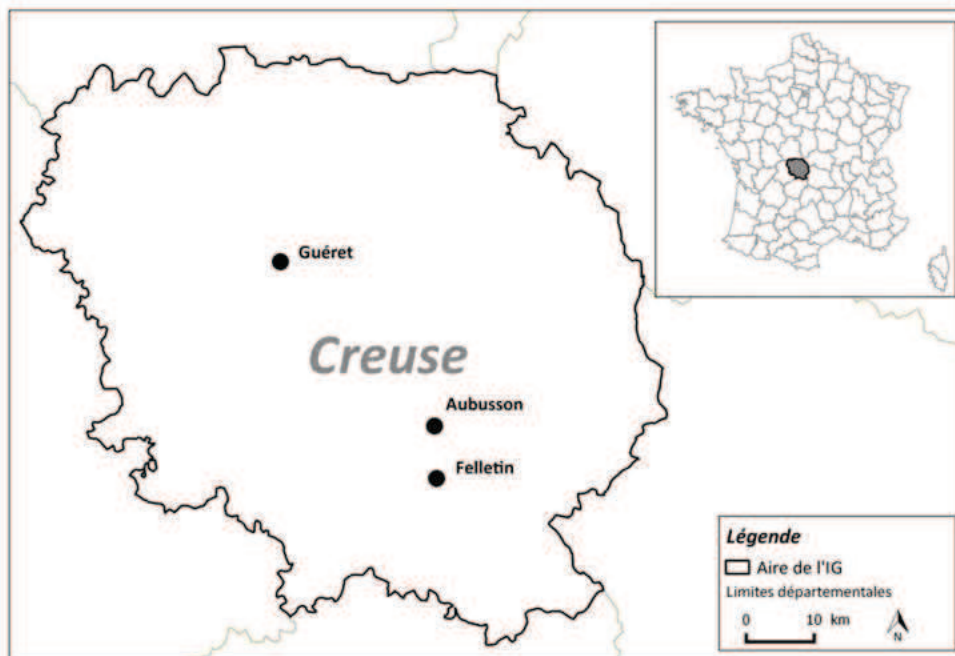 Guéret
Creuse
Aubusson
Felletin
Légende
Aire de l'IG
Limites départementales
0 10 km
N